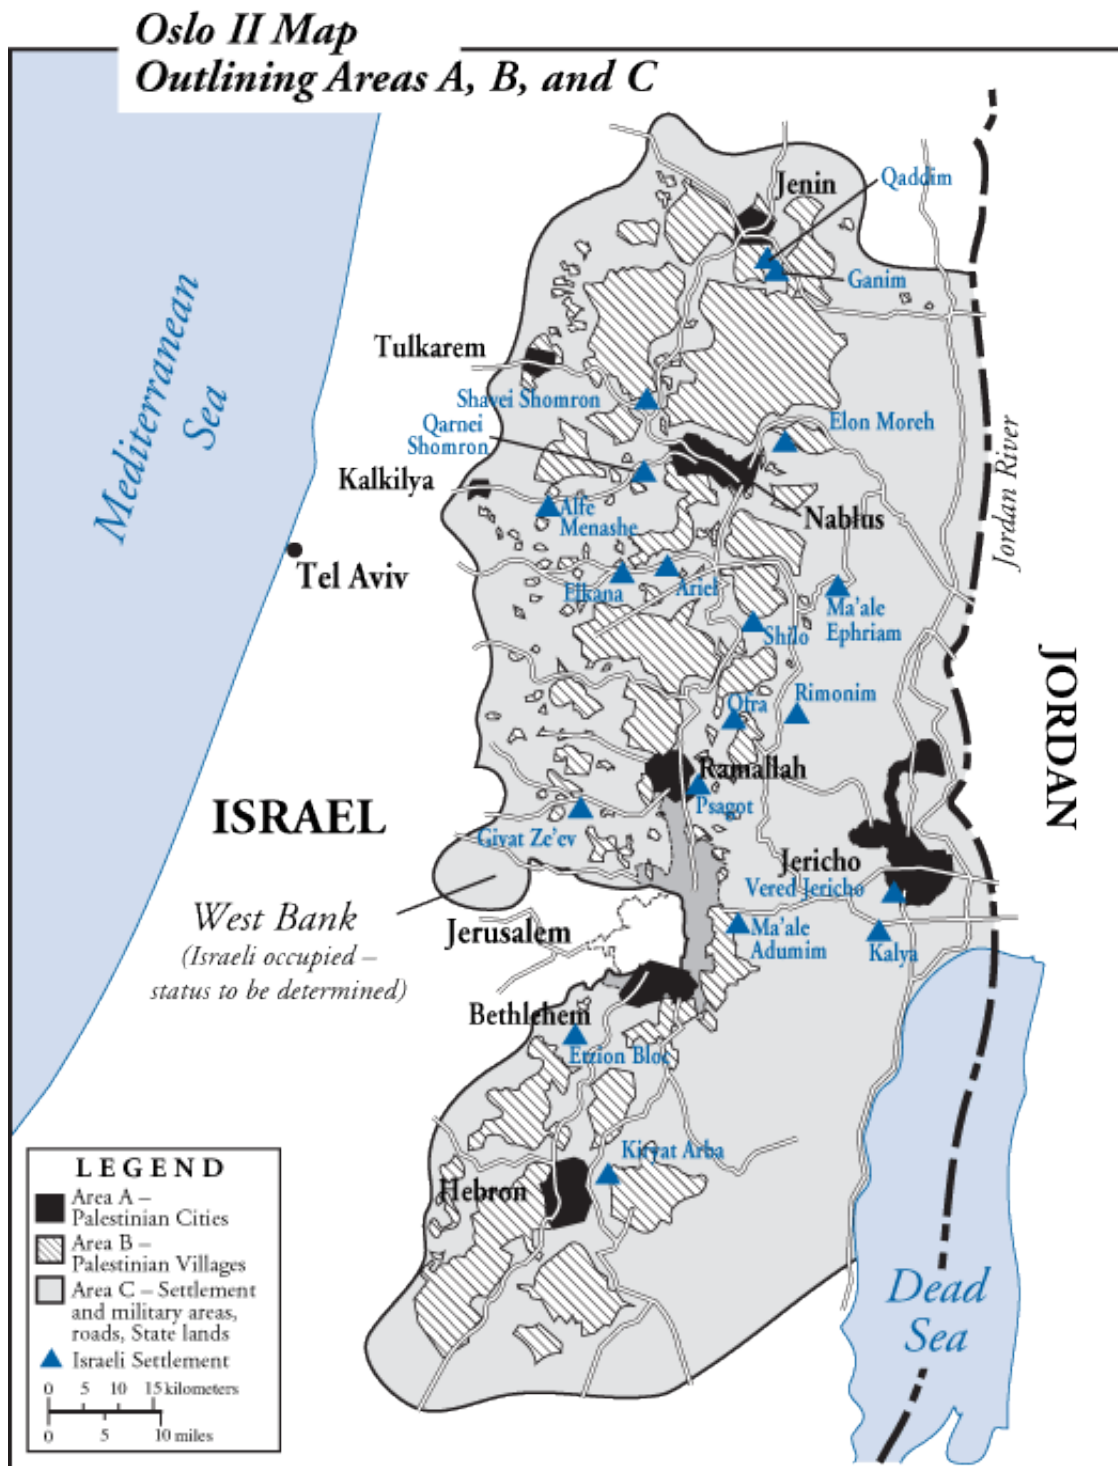 Oslo II Map
Outlining Areas A, B, and C
Jenin
Qaddim
Ganim
Mediterranean
Sea
Tulkarem
Shavei Shomron
Qarnei
Shomron
Elon Moreh
Jordan River
Kalkilya
Alfe
Menashe
Nablus
Tel Aviv
Elkana
Ariel
Ma'ale
Ephriam
Shilo
JORDAN
Ofra
Rimonim
Ramallah
Psagot
ISRAEL
Givat Ze'ev
Jericho
Vered Jericho
West Bank
(Israeli occupied –
status to be determined)
Jerusalem
Ma'ale
Adumim
Kalya
Bethlehem
Etzion Bloc
Kiryat Arba
Hebron
Dead
Sea
LEGEND
Area A –
Palestinian Cities
Area B –
Palestinian Villages
Area C – Settlement
and military areas,
roads, State lands
Israeli Settlement
0 5 10 15 kilometers
0 5 10 miles